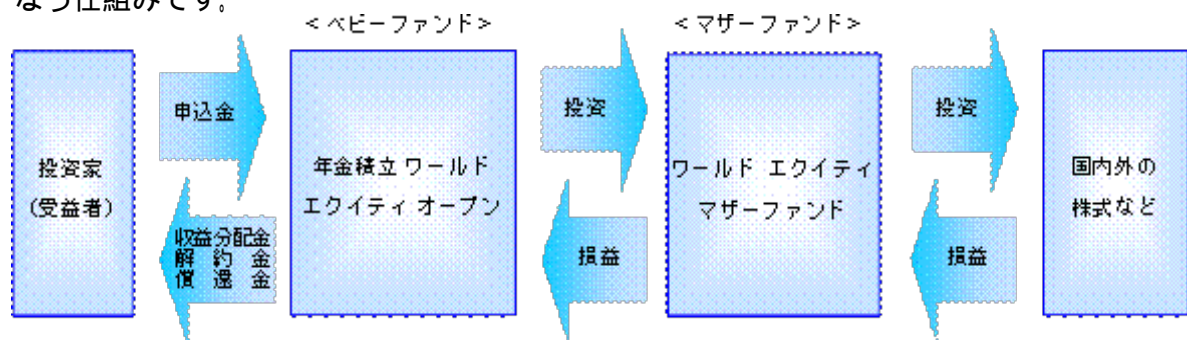 なう仕組みです。
<ベビーファンド>
<マザーファンド>
申込金
投資
投資
投資家
(受益者)
年金積立 ワールド
エクイティ オープン
ワールド エクイティ
マザーファンド
国内外の
株式など
収益分配金
解約金
償還金
損益
損益